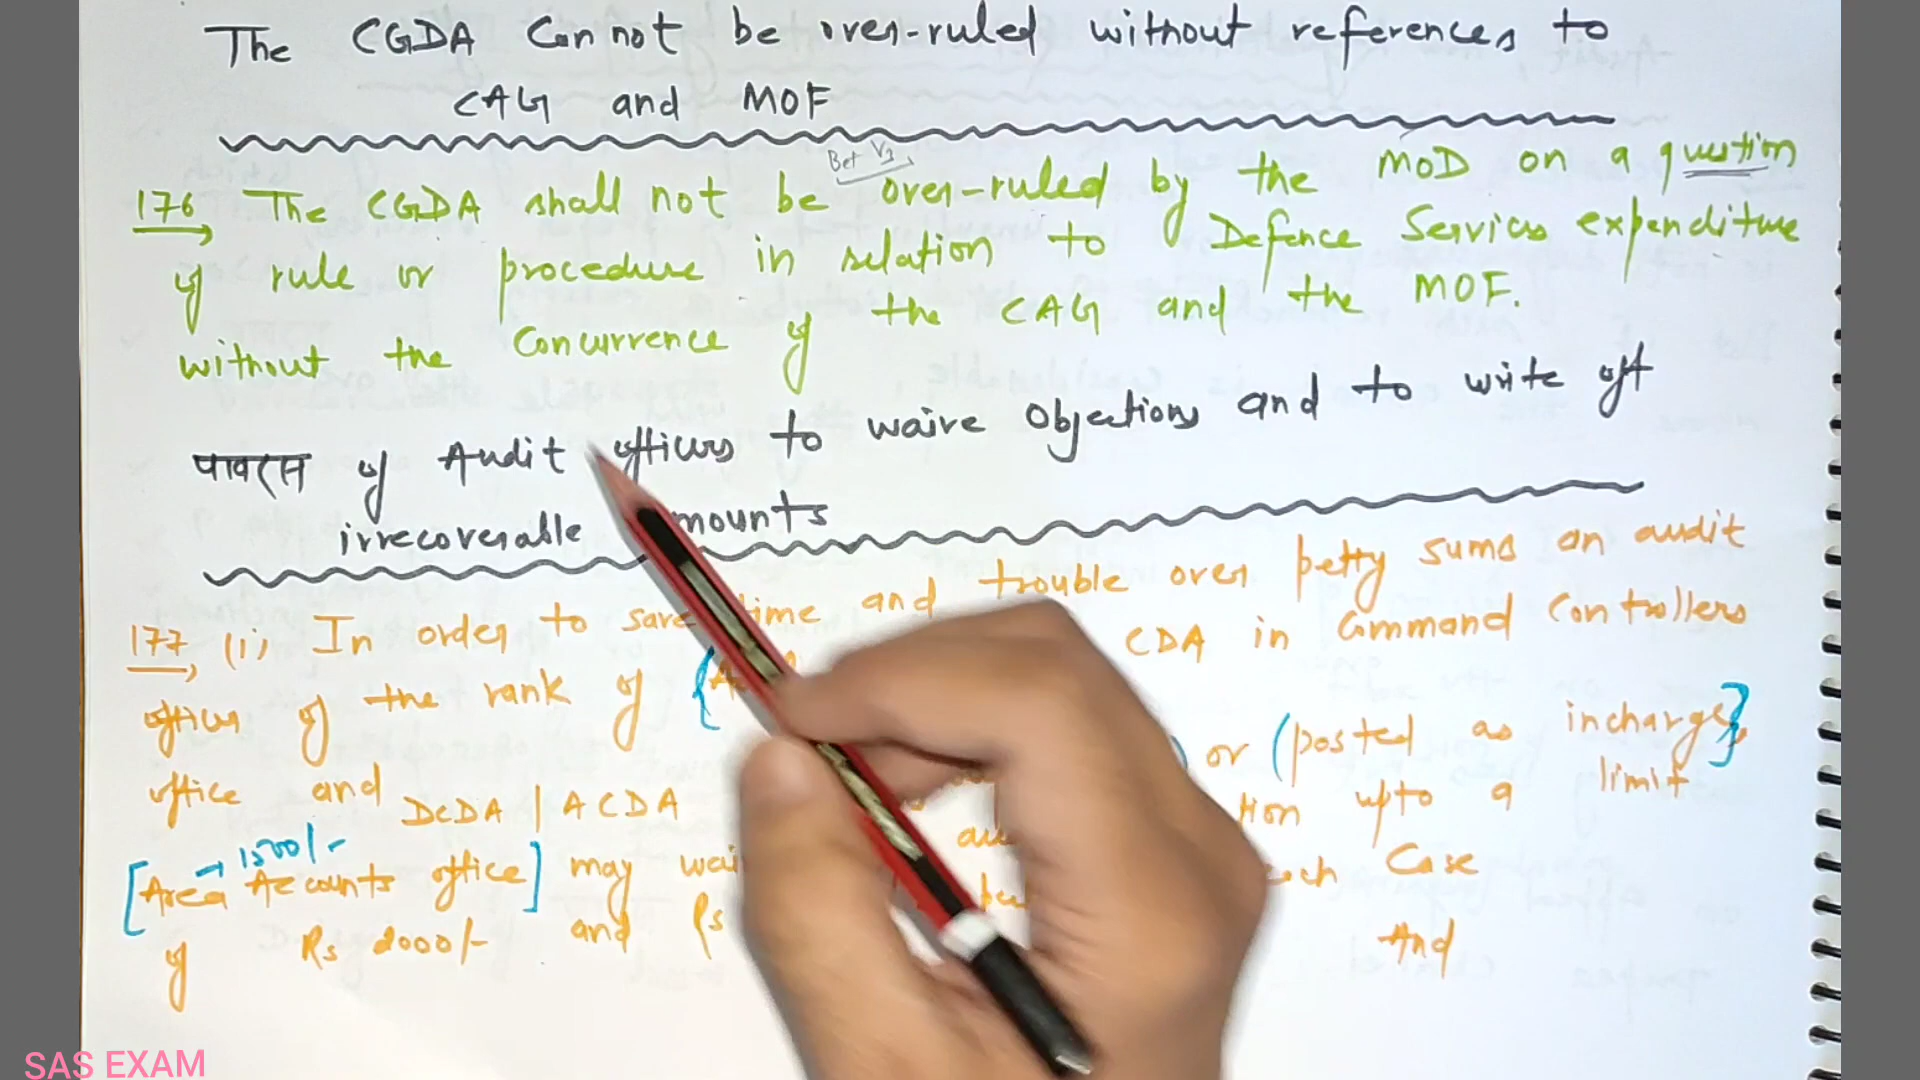 The CGDA Can not be over-ruled without references to
CAG and MOF
Bet
176 The CGDA shall not be over-ruled by the MOD on a question
of rule or procedure in relation to Defence Services expenditure
without the Concurrence of the CAG and the MOF.
पावरस of Audit officers to waive Objections and to write off
irrecoverable mounts
177 (i) In order to save time and trouble over petty sums an audit
officer of the rank of { CDA in Command Controllers
office and DCDA | ACDA ) or (posted as incharge}
→ 1500/-
[Area Accounts office] may upto a limit
of Rs 2000/- and Rs Case
And
SAS EXAM